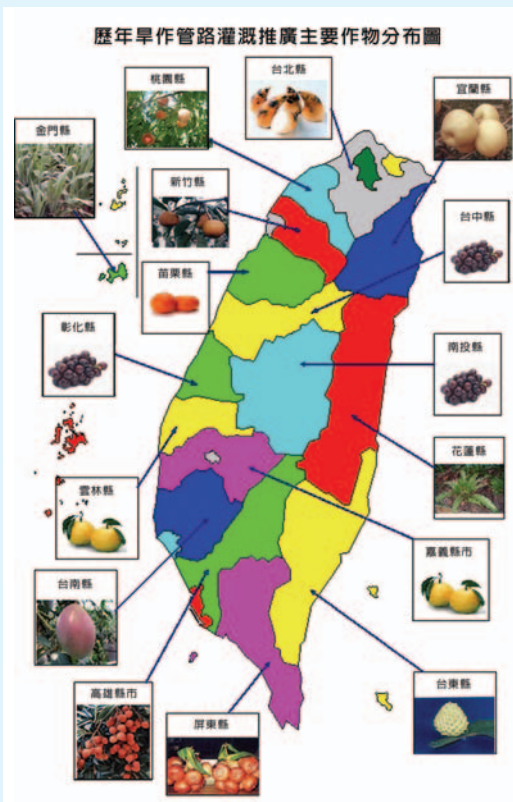 歷年旱作管路灌溉推廣主要作物分布圖
台北縣
桃園縣
宜蘭縣
金門縣
新竹縣
台中縣
苗栗縣
彰化縣
南投縣
花蓮縣
雲林縣
嘉義縣市
台南縣
台東縣
高雄縣市
屏東縣